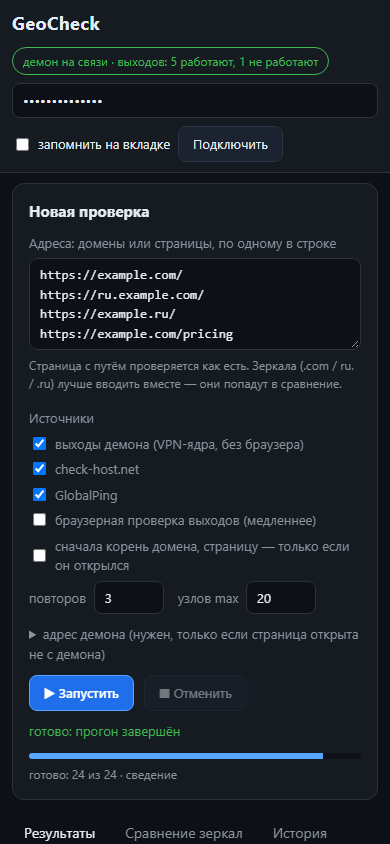 GeoCheck
демон на связи · выходов: 5 работают, 1 не работают
••••••••••••••
запомнить на вкладке Подключить
Новая проверка
Адреса: домены или страницы, по одному в строке
https://example.com/
https://ru.example.com/
https://example.ru/
https://example.com/pricing
Страница с путём проверяется как есть. Зеркала (.com / ru.
/ .ru) лучше вводить вместе — они попадут в сравнение.
Источники
выходы демона (VPN-ядра, без браузера)
check-host.net
GlobalPing
браузерная проверка выходов (медленнее)
сначала корень домена, страницу — только если
он открылся
повторов 3 узлов max 20
▶ адрес демона (нужен, только если страница открыта
не с демона)
▶ Запустить ■ Отменить
готово: прогон завершён
готово: 24 из 24 · сведение
Результаты Сравнение зеркал История